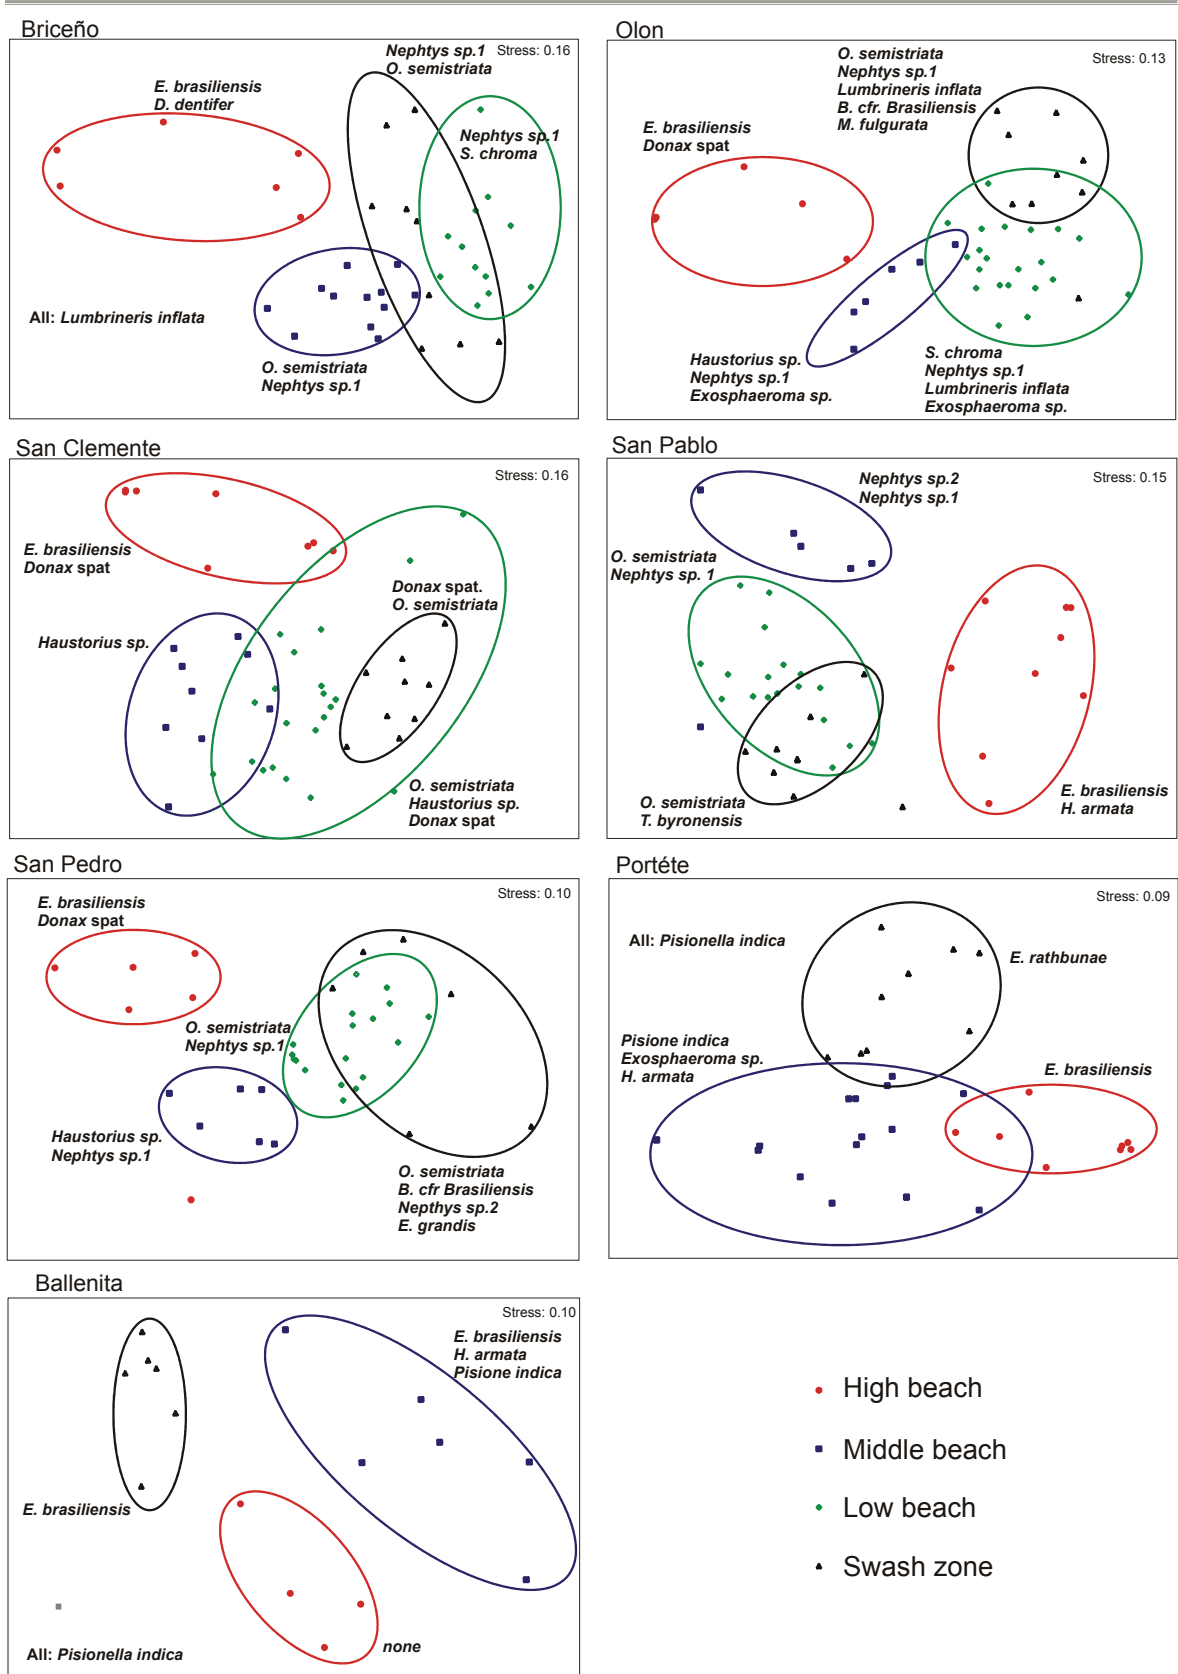 Briceño
Nephtys sp.1
O. semistriata
Stress: 0.16
E. brasiliensis
D. dentifer
Nephtys sp.1
S. chroma
All: Lumbrineris inflata
O. semistriata
Nephtys sp.1
Olon
O. semistriata
Nephtys sp.1
Lumbrineris inflata
B. cfr. Brasiliensis
M. fulgurata
Stress: 0.13
E. brasiliensis
Donax spat
Haustorius sp.
Nephtys sp.1
Exosphaeroma sp.
S. chroma
Nephtys sp.1
Lumbrineris inflata
Exosphaeroma sp.
San Clemente
Stress: 0.16
E. brasiliensis
Donax spat
Donax spat.
O. semistriata
Haustorius sp.
O. semistriata
Haustorius sp.
Donax spat
San Pablo
Nephtys sp.2
Nephtys sp.1
Stress: 0.15
O. semistriata
Nephtys sp. 1
O. semistriata
T. byronensis
E. brasiliensis
H. armata
San Pedro
Stress: 0.10
E. brasiliensis
Donax spat
O. semistriata
Nephtys sp.1
Haustorius sp.
Nephtys sp.1
O. semistriata
B. cfr Brasiliensis
Nepthys sp.2
E. grandis
Portéte
Stress: 0.09
All: Pisionella indica
E. rathbunae
Pisione indica
Exosphaeroma sp.
H. armata
E. brasiliensis
Ballenita
Stress: 0.10
E. brasiliensis
H. armata
Pisione indica
E. brasiliensis
All: Pisionella indica
none
High beach
Middle beach
Low beach
Swash zone